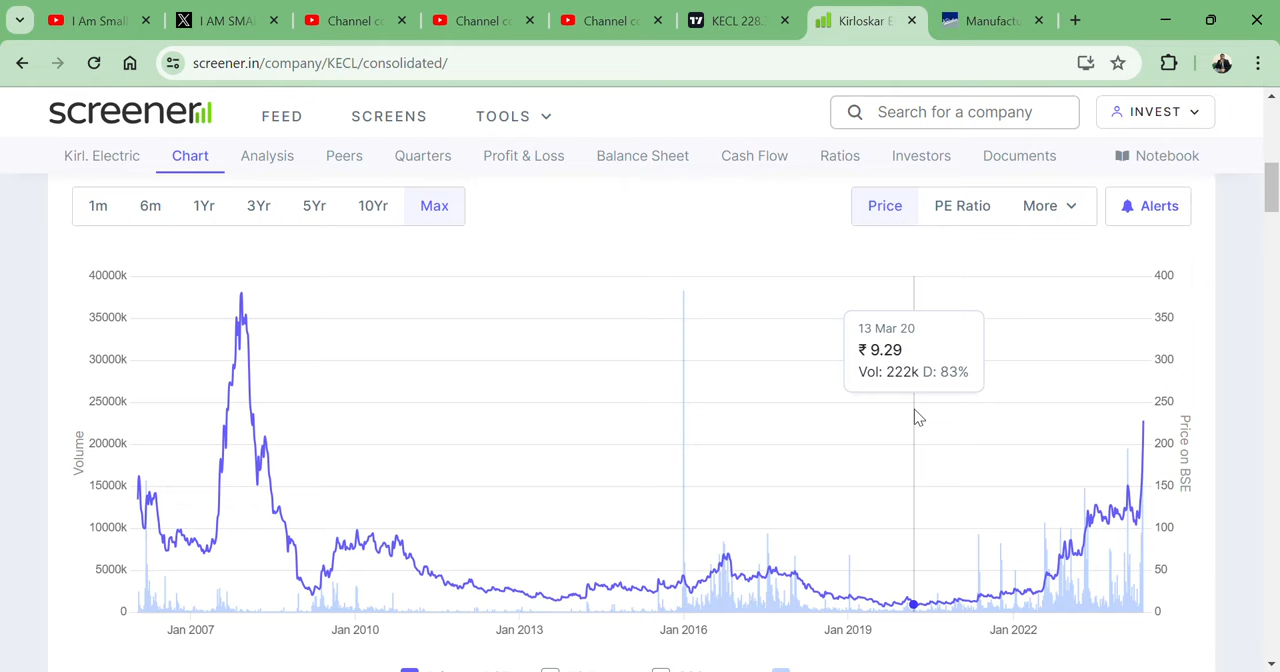 I Am Small
I AM SMA
Channel co
Channel co
Channel co
KECL 228.
Kirloskar E
Manufactu
screener.in/company/KECL/consolidated/
screener
FEED
SCREENS
TOOLS
Search for a company
INVEST
Kirl. Electric
Chart
Analysis
Peers
Quarters
Profit & Loss
Balance Sheet
Cash Flow
Ratios
Investors
Documents
Notebook
1m 6m 1Yr 3Yr 5Yr 10Yr Max
Price PE Ratio More
Alerts
40000k
35000k
30000k
25000k
20000k
15000k
10000k
5000k
0
Volume
13 Mar 20
₹ 9.29
Vol: 222k D: 83%
400
350
300
250
200
150
100
50
0
Price on BSE
Jan 2007 Jan 2010 Jan 2013 Jan 2016 Jan 2019 Jan 2022